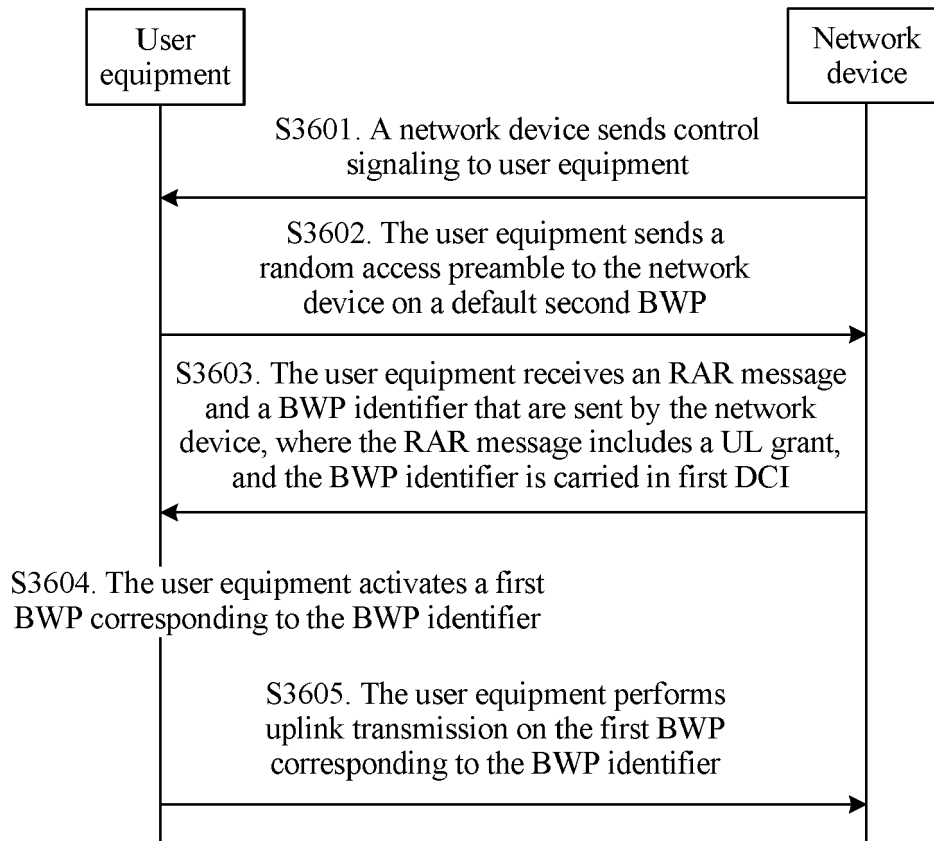 User
equipment
Network
device
S3601. A network device sends control
signaling to user equipment
S3602. The user equipment sends a
random access preamble to the network
device on a default second BWP
S3603. The user equipment receives an RAR message
and a BWP identifier that are sent by the network
device, where the RAR message includes a UL grant,
and the BWP identifier is carried in first DCI
S3604. The user equipment activates a first
BWP corresponding to the BWP identifier
S3605. The user equipment performs
uplink transmission on the first BWP
corresponding to the BWP identifier